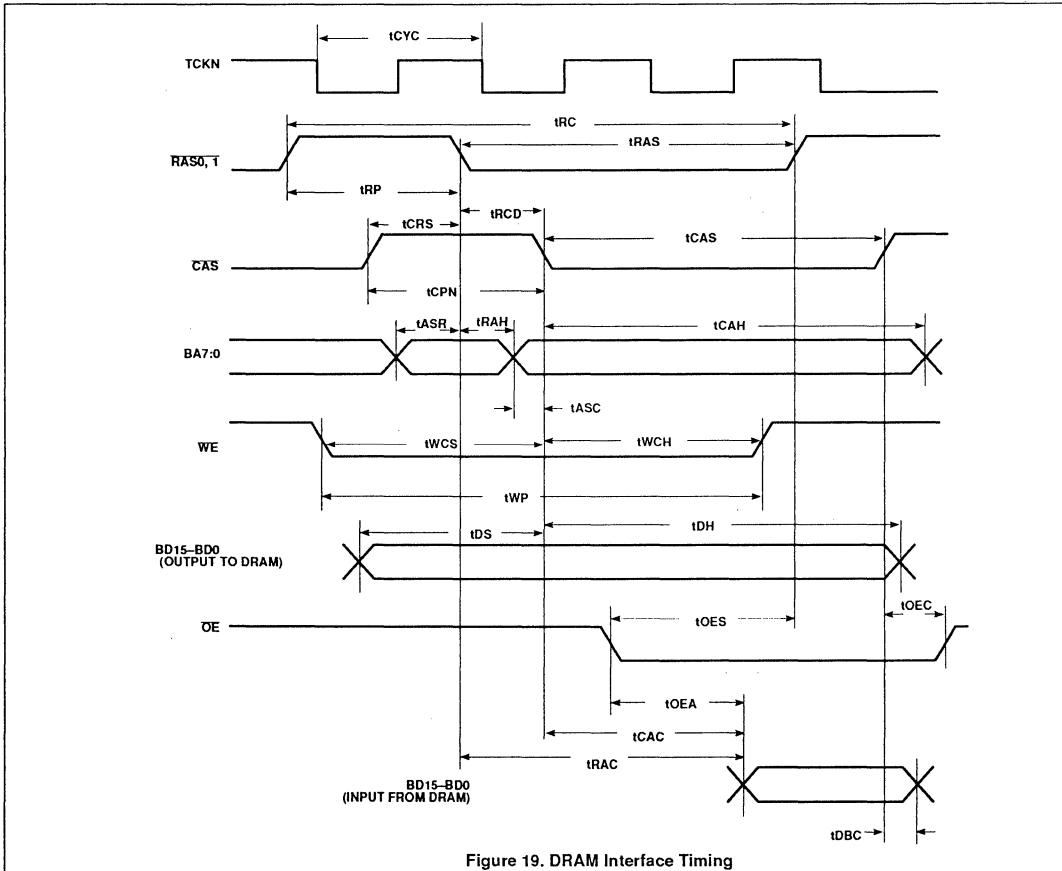 tCYC
TCKN
tRC
tRAS
RAS0, 1
tRP
tRCD
tCRS
tCAS
CAS
tCPN
tASR
tRAH
tCAH
BA7:0
tASC
WE
tWCS
tWCH
tWP
tDS
tDH
BD15–BD0
(OUTPUT TO DRAM)
tOEC
tOES
OE
tOEA
tCAC
tRAC
BD15–BD0
(INPUT FROM DRAM)
tDBC
Figure 19. DRAM Interface Timing